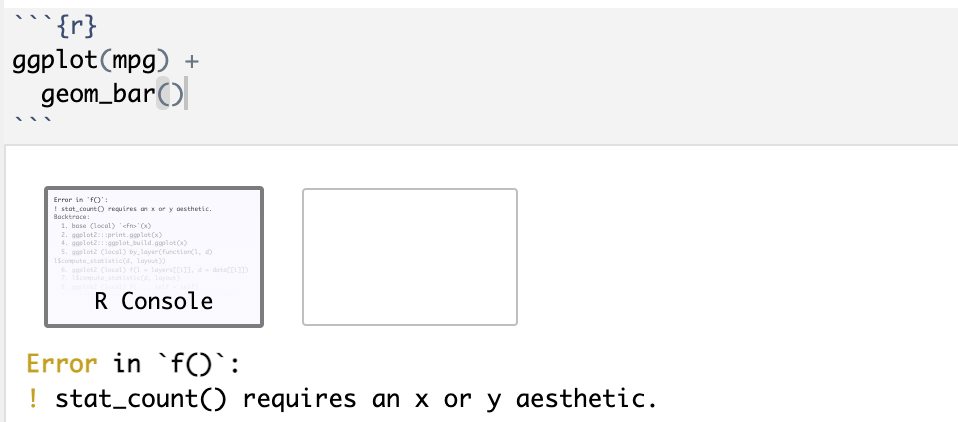 ```{r}
ggplot(mpg) +
  geom_bar()
```
Error in `f()`:
! stat_count() requires an x or y aesthetic.
Backtrace:
1. base (local) `<fn>`(x)
2. ggplot2:::print.ggplot(x)
4. ggplot2:::ggplot_build.ggplot(x)
5. ggplot2 (local) by_layer(function(l, d)
l$compute_statistic(d, layout))
6. ggplot2 (local) f(l = layers[[i]], d = data[[i]])
7. l$compute_statistic(d, layout)
R Console
Error in `f()`:
! stat_count() requires an x or y aesthetic.